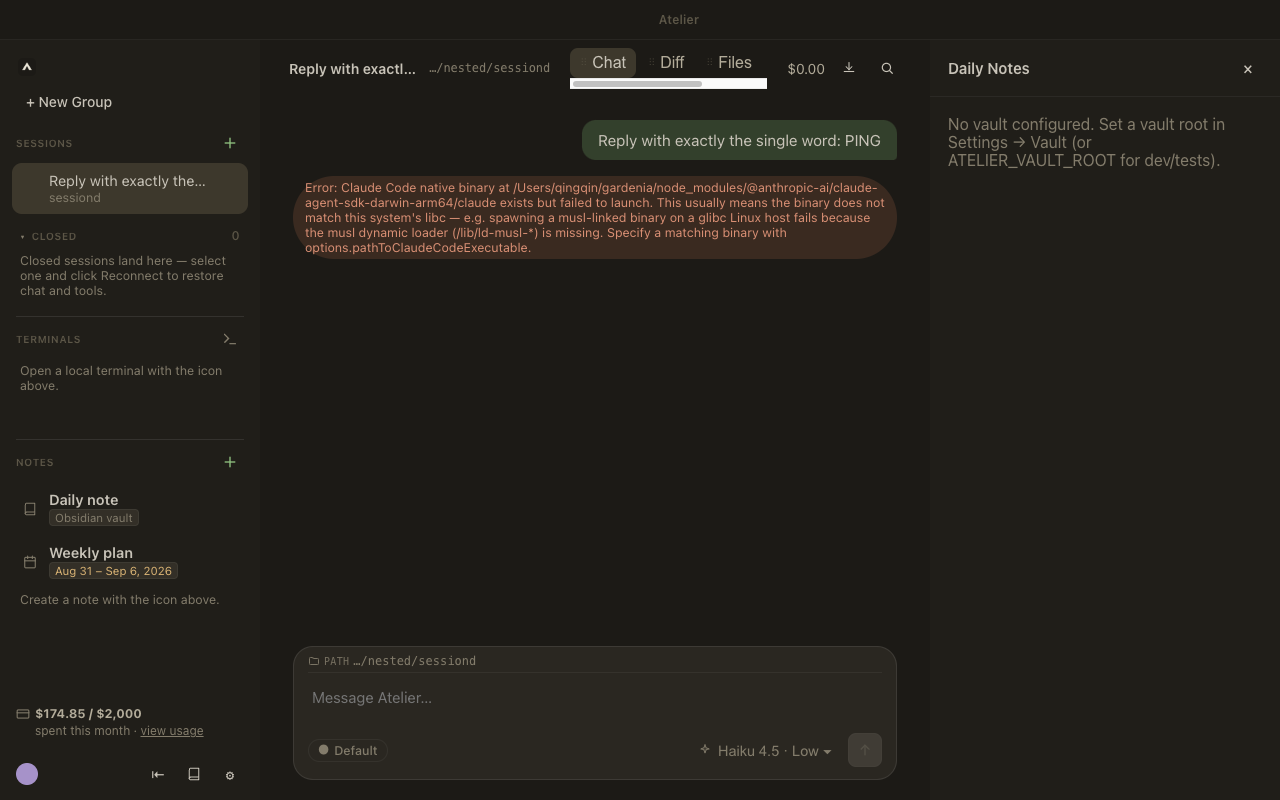 Atelier
+ New Group
SESSIONS
Reply with exactly the...
sessiond
CLOSED 0
Closed sessions land here — select
one and click Reconnect to restore
chat and tools.
TERMINALS
Open a local terminal with the icon
above.
NOTES
Daily note
Obsidian vault
Weekly plan
Aug 31 – Sep 6, 2026
Create a note with the icon above.
$174.85 / $2,000
spent this month · view usage
Reply with exactl... …/nested/sessiond Chat Diff Files $0.00
Reply with exactly the single word: PING
Error: Claude Code native binary at /Users/qingqin/gardenia/node_modules/@anthropic-ai/claude-
agent-sdk-darwin-arm64/claude exists but failed to launch. This usually means the binary does not
match this system's libc — e.g. spawning a musl-linked binary on a glibc Linux host fails because
the musl dynamic loader (/lib/ld-musl-*) is missing. Specify a matching binary with
options.pathToClaudeCodeExecutable.
PATH …/nested/sessiond
Message Atelier...
Default
Haiku 4.5 · Low
Daily Notes
No vault configured. Set a vault root in
Settings → Vault (or
ATELIER_VAULT_ROOT for dev/tests).